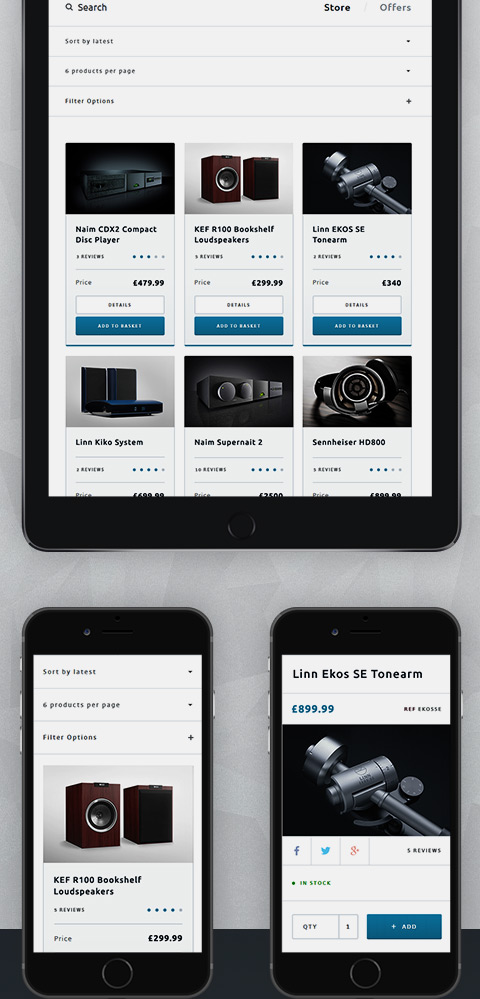 Search
Store / Offers
Sort by latest
6 products per page
Filter Options +
Naim CDX2 Compact
Disc Player
3 REVIEWS
Price £479.99
DETAILS
ADD TO BASKET
KEF R100 Bookshelf
Loudspeakers
5 REVIEWS
Price £299.99
DETAILS
ADD TO BASKET
Linn EKOS SE
Tonearm
2 REVIEWS
Price £340
DETAILS
ADD TO BASKET
Linn Kiko System
2 REVIEWS
Price £699.99
Naim Supernait 2
10 REVIEWS
Price £2500
Sennheiser HD800
5 REVIEWS
Price £899.99
Sort by latest
6 products per page
Filter Options +
KEF R100 Bookshelf
Loudspeakers
5 REVIEWS
Price £299.99
Linn Ekos SE Tonearm
£899.99 REF EKOSSE
f g+ 5 REVIEWS
IN STOCK
QTY 1 + ADD